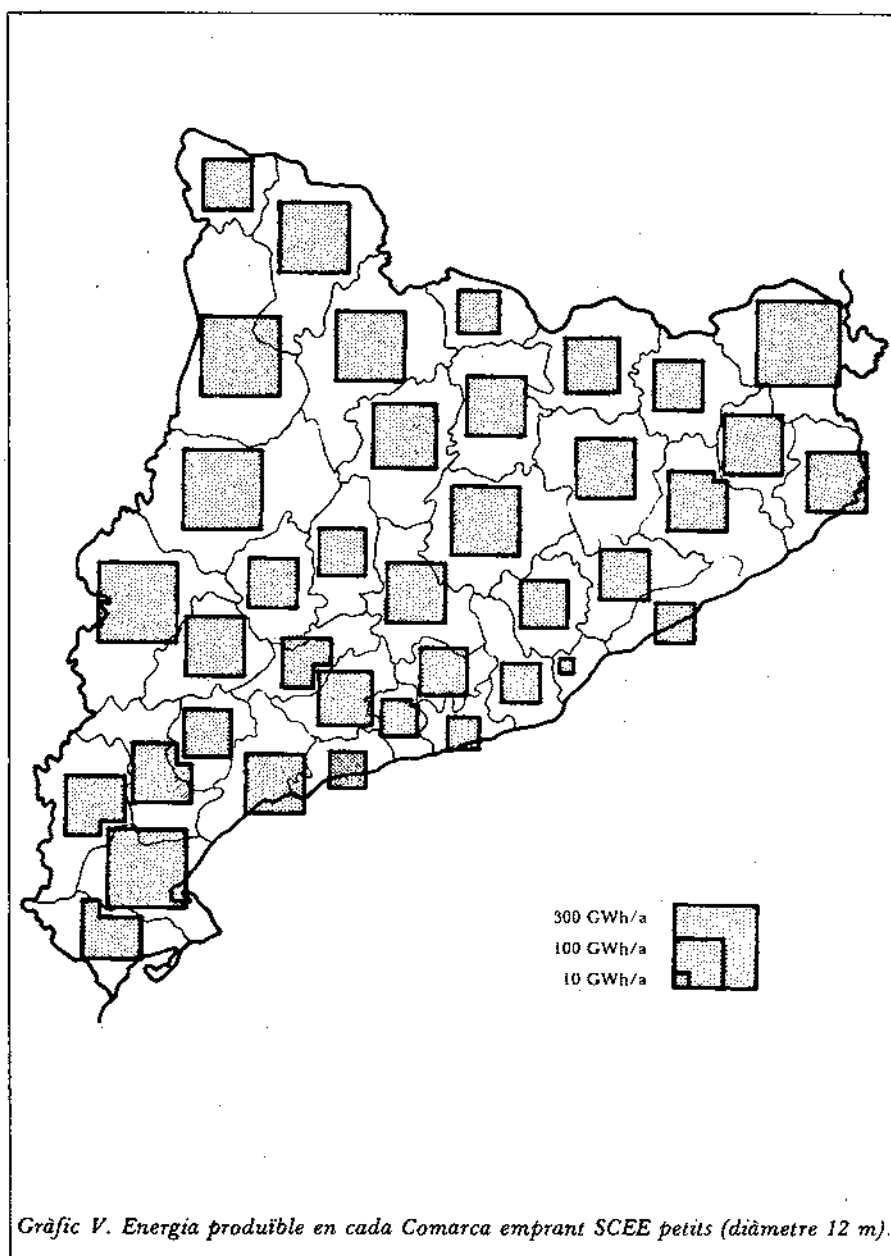 300 GWh/a
100 GWh/a
10 GWh/a
Gràfic V. Energia produïble en cada Comarca emprant SCEE petits (diàmetre 12 m).